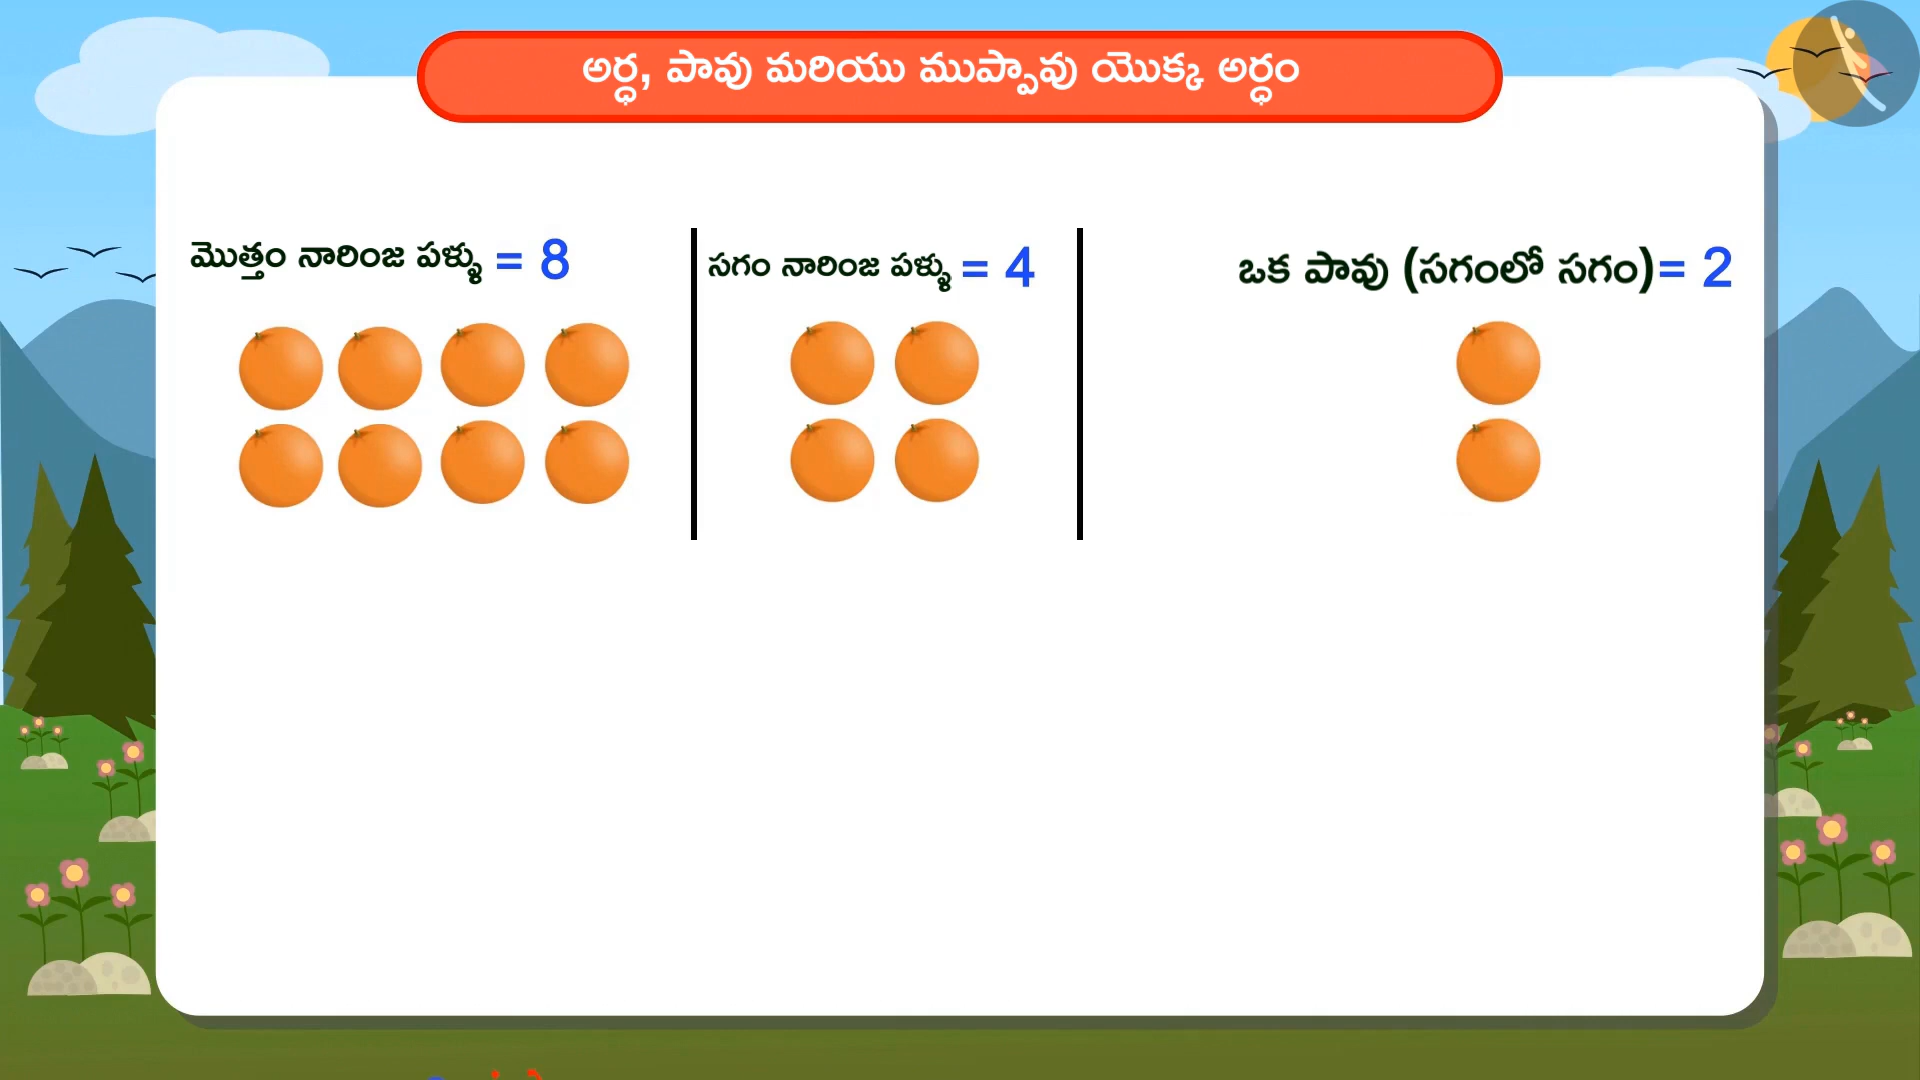 అర్ధ, పావు మరియు ముప్పావు యొక్క అర్ధం
మొత్తం నారింజ పళ్ళు = 8
సగం నారింజ పళ్ళు = 4
ఒక పావు (సగంలో సగం)= 2